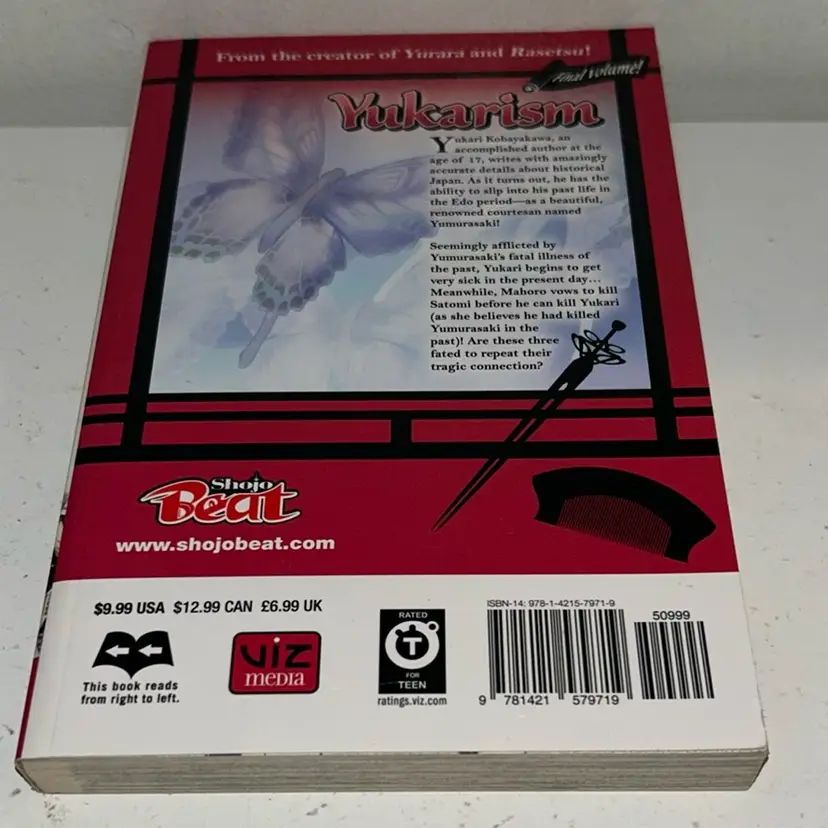 From the creator of Yurara and Rasetsu!
Final Volume!
Yukarism
Yukari Kobayakawa, an
accomplished author at the
age of 17, writes with amazingly
accurate details about historical
Japan. As it turns out, he has the
ability to slip into his past life in
the Edo period—as a beautiful,
renowned courtesan named
Yumurasaki!
Seemingly afflicted by
Yumurasaki's fatal illness of
the past, Yukari begins to get
very sick in the present day...
Meanwhile, Mahoro vows to kill
Satomi before he can kill Yukari
(as she believes he had killed
Yumurasaki in the
past)! Are these three
fated to repeat their
tragic connection?
Shojo
Beat
www.shojobeat.com
$9.99 USA $12.99 CAN £6.99 UK
This book reads
from right to left.
VIZ
MEDIA
RATED
T
FOR
TEEN
ratings.viz.com
ISBN-14: 978-1-4215-7971-9
50999
9 781421 579719